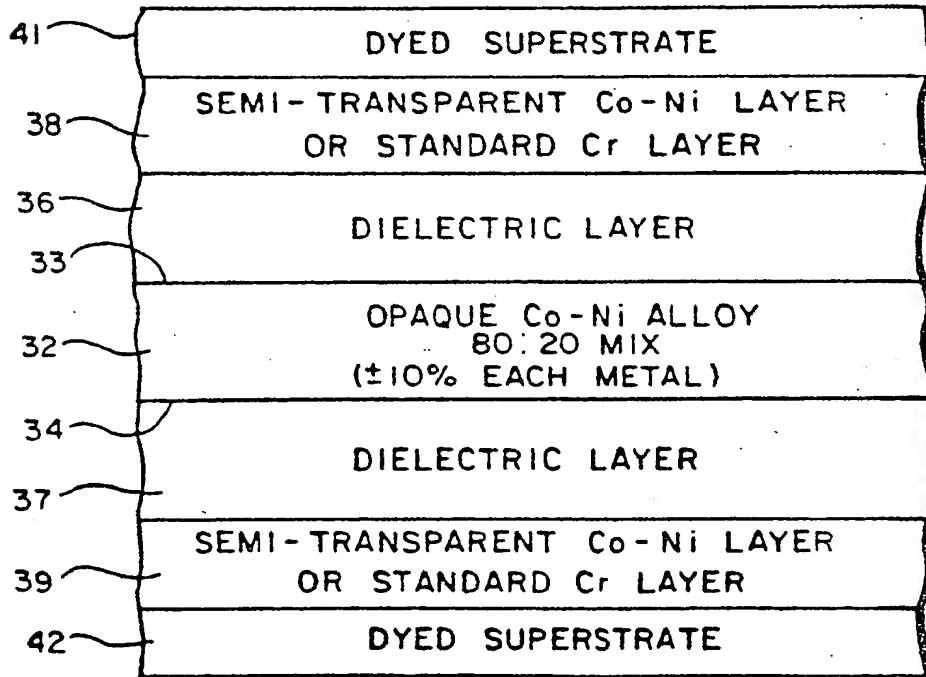 41 DYED SUPERSTRATE
38 SEMI-TRANSPARENT Co-Ni LAYER
OR STANDARD Cr LAYER
36
DIELECTRIC LAYER
33
OPAQUE Co-Ni ALLOY
32 80:20 MIX
(±10% EACH METAL)
34
DIELECTRIC LAYER
37
SEMI-TRANSPARENT Co-Ni LAYER
39 OR STANDARD Cr LAYER
42 DYED SUPERSTRATE